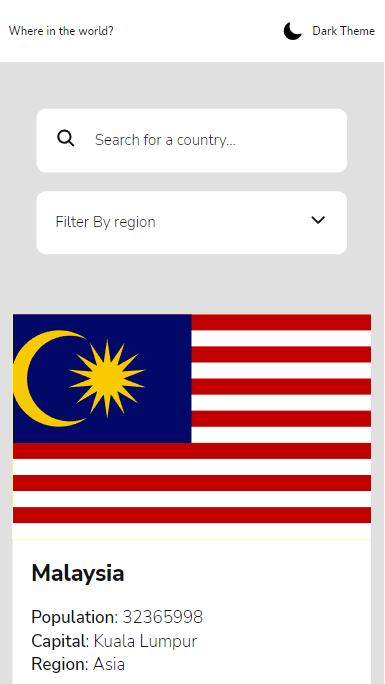 Where in the world?
Dark Theme
Search for a country...
Filter By region
Malaysia
Population: 32365998
Capital: Kuala Lumpur
Region: Asia